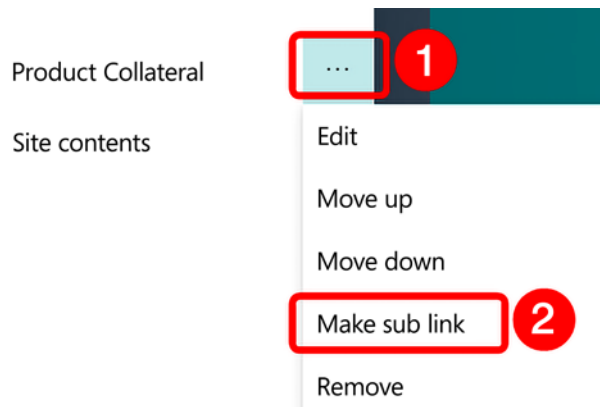 Product Collateral
...
1
Site contents
Edit
Move up
Move down
Make sub link
2
Remove